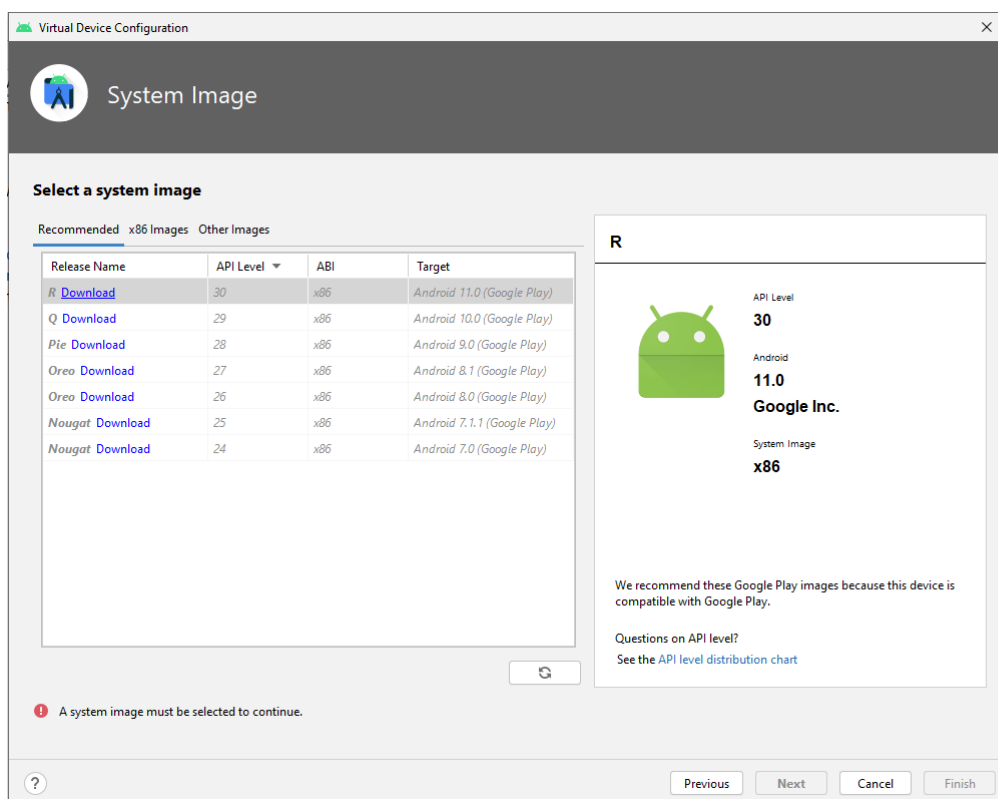 Virtual Device Configuration
System Image
Select a system image
Recommended x86 Images Other Images
Release Name API Level ABI Target
R Download 30 x86 Android 11.0 (Google Play)
Q Download 29 x86 Android 10.0 (Google Play)
Pie Download 28 x86 Android 9.0 (Google Play)
Oreo Download 27 x86 Android 8.1 (Google Play)
Oreo Download 26 x86 Android 8.0 (Google Play)
Nougat Download 25 x86 Android 7.1.1 (Google Play)
Nougat Download 24 x86 Android 7.0 (Google Play)
R
API Level
30
Android
11.0
Google Inc.
System Image
x86
We recommend these Google Play images because this device is
compatible with Google Play.
Questions on API level?
See the API level distribution chart
A system image must be selected to continue.
? Previous Next Cancel Finish